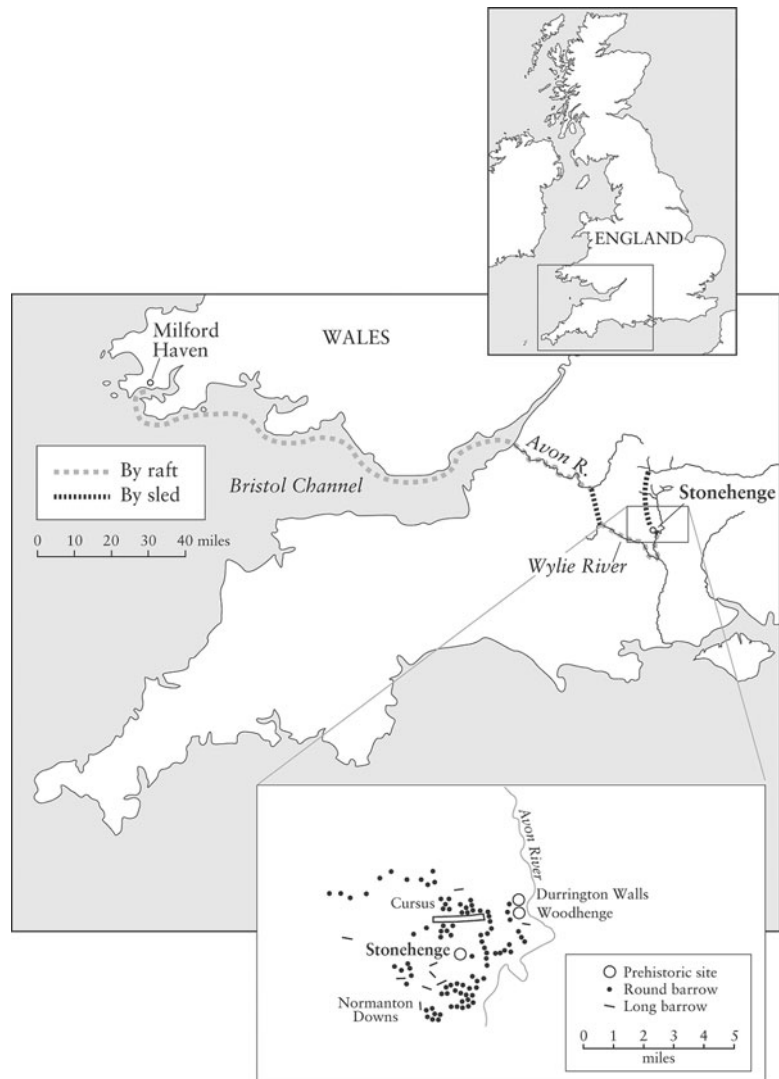 ENGLAND
Milford
Haven
WALES
By raft
By sled
0 10 20 30 40 miles
Bristol Channel
Avon R.
Stonehenge
Wylie River
Avon River
Cursus
Durrington Walls
Woodhenge
Stonehenge
Normanton
Downs
Prehistoric site
Round barrow
Long barrow
0 1 2 3 4 5
miles